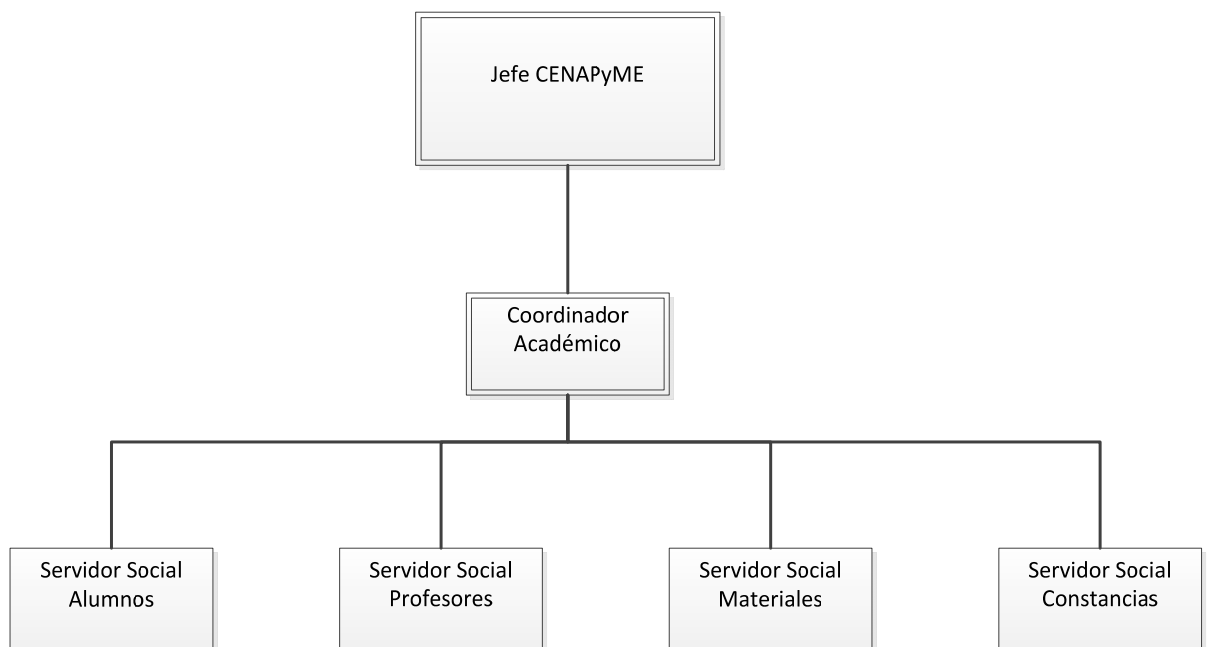 Jefe CENAPyME
Coordinador
Académico
Servidor Social
Alumnos
Servidor Social
Profesores
Servidor Social
Materiales
Servidor Social
Constancias